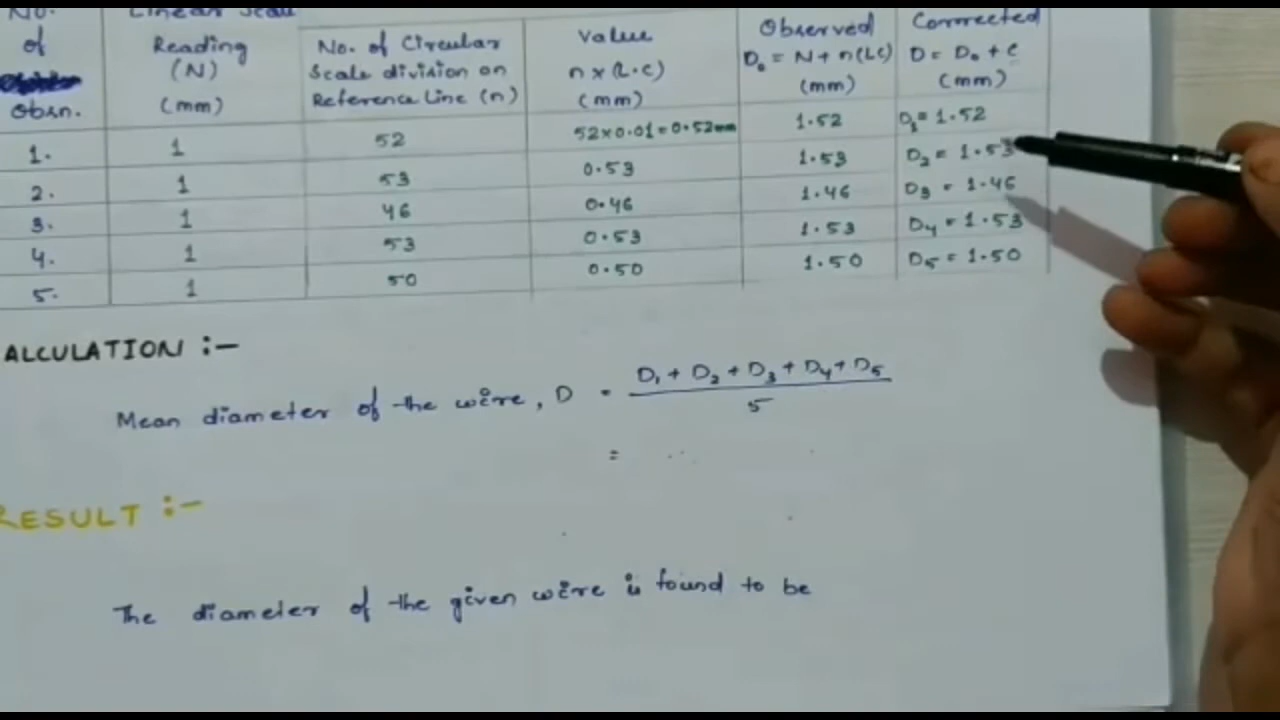 No. of Obsn.
Linear Scale Reading (N) (mm)
No. of Circular Scale division on Reference Line (n)
Value n x (L.C) (mm)
Observed D₀ = N + n(LC) (mm)
Corrected D = D₀ + C (mm)
1. 1 52 52×0.01=0.52mm 1.52 D₁= 1.52
2. 1 53 0.53 1.53 D₂ = 1.53
3. 1 46 0.46 1.46 D₃ = 1.46
4. 1 53 0.53 1.53 D₄ = 1.53
5. 1 50 0.50 1.50 D₅ = 1.50
ALCULATION :-
Mean diameter of the wire, D = D₁ + D₂ + D₃ + D₄ + D₅
5
=
RESULT :-
The diameter of the given wire is found to be